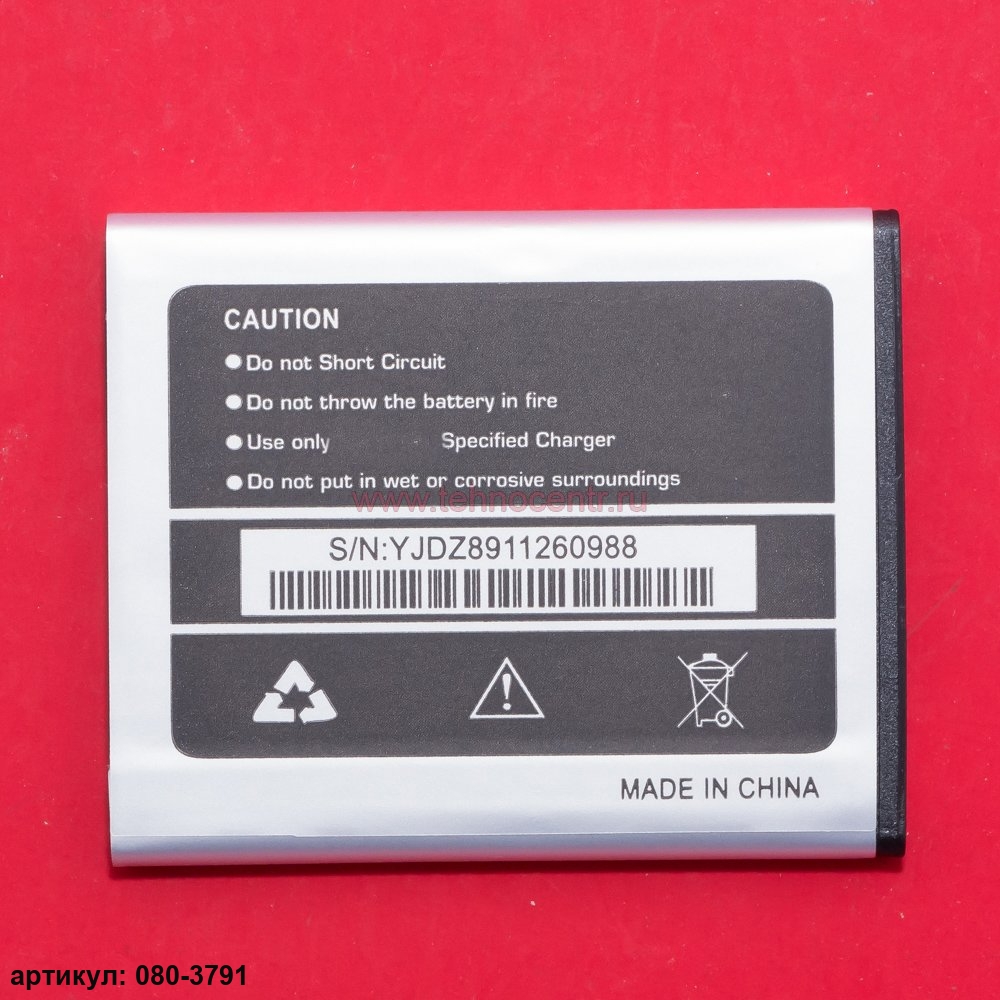 CAUTION
Do not Short Circuit
Do not throw the battery in fire
Use only Specified Charger
Do not put in wet or corrosive surroundings
www.tehnocentr.ru
S/N:YJDZ8911260988
MADE IN CHINA
артикул: 080-3791